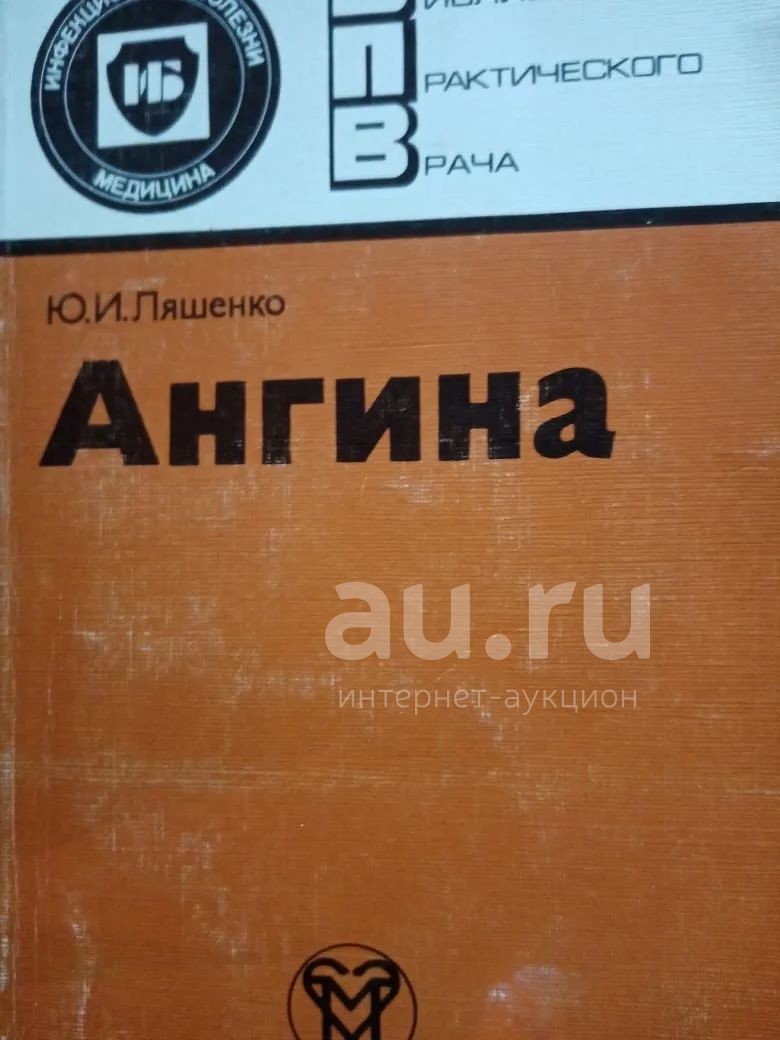 ИНФЕКЦИ ОЛЕЗНИ
ИБ
МЕДИЦИНА
П РАКТИЧЕСКОГО
В РАЧА
Ю.И.Ляшенко
Ангина
au.ru
интернет-аукцион